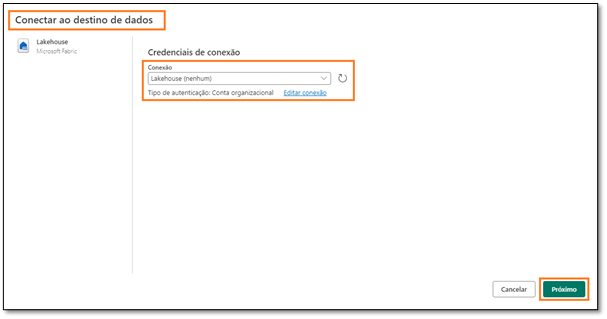 Conectar ao destino de dados
Lakehouse
Microsoft Fabric
Credenciais de conexão
Conexão
Lakehouse (nenhum)
Tipo de autenticação: Conta organizacional Editar conexão
Cancelar Próximo